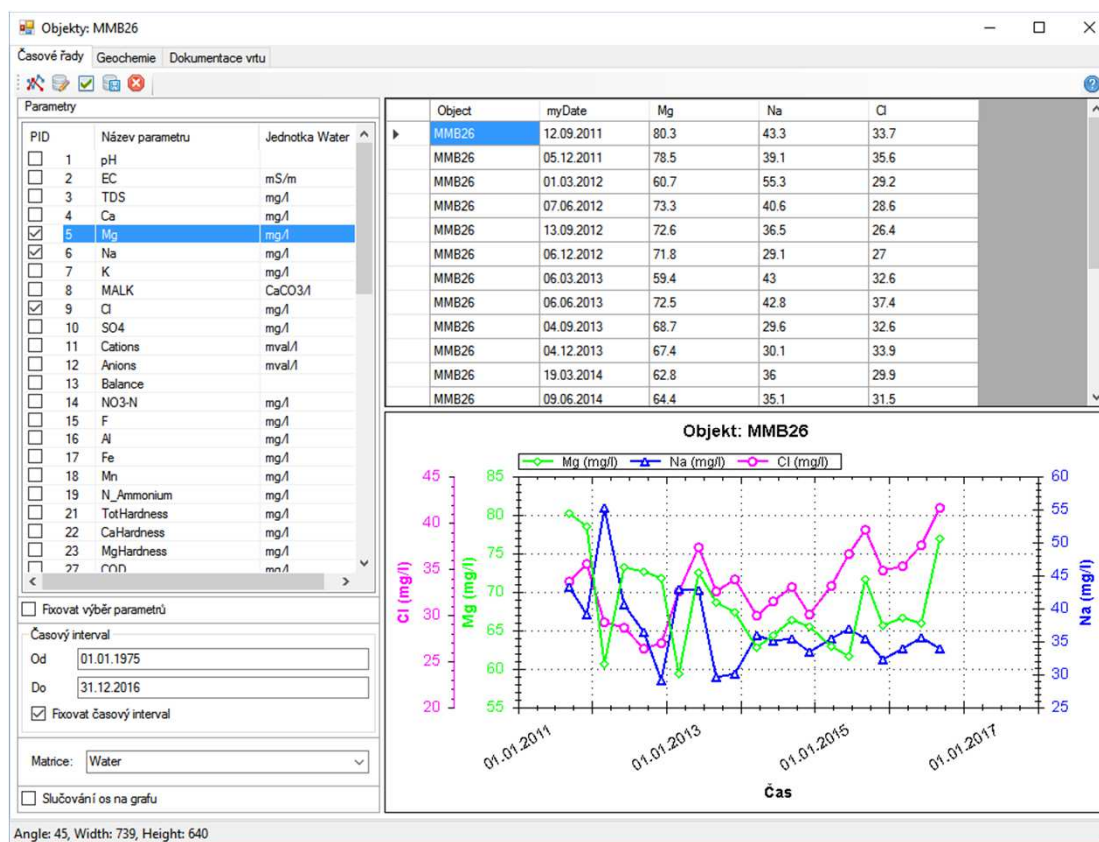 Objekty: MMB26
Časové řady Geochemie Dokumentace vrtu
Parametry
PID Název parametru Jednotka Water
1 pH
2 EC mS/m
3 TDS mg/l
4 Ca mg/l
5 Mg mg/l
6 Na mg/l
7 K mg/l
8 MALK CaCO3/l
9 Cl mg/l
10 SO4 mg/l
11 Cations mval/l
12 Anions mval/l
13 Balance
14 NO3-N mg/l
15 F mg/l
16 Al mg/l
17 Fe mg/l
18 Mn mg/l
19 N_Ammonium mg/l
21 TotHardness mg/l
22 CaHardness mg/l
23 MgHardness mg/l
27 COD mg/l
Fixovat výběr parametrů
Časový interval
Od 01.01.1975
Do 31.12.2016
Fixovat časový interval
Matrice: Water
Slučování os na grafu
Object myDate Mg Na Cl
MMB26 12.09.2011 80.3 43.3 33.7
MMB26 05.12.2011 78.5 39.1 35.6
MMB26 01.03.2012 60.7 55.3 29.2
MMB26 07.06.2012 73.3 40.6 28.6
MMB26 13.09.2012 72.6 36.5 26.4
MMB26 06.12.2012 71.8 29.1 27
MMB26 06.03.2013 59.4 43 32.6
MMB26 06.06.2013 72.5 42.8 37.4
MMB26 04.09.2013 68.7 29.6 32.6
MMB26 04.12.2013 67.4 30.1 33.9
MMB26 19.03.2014 62.8 36 29.9
MMB26 09.06.2014 64.4 35.1 31.5
Objekt: MMB26
Mg (mg/l) Na (mg/l) Cl (mg/l)
Cl (mg/l)
45
40
35
30
25
20
Mg (mg/l)
85
80
75
70
65
60
55
60
55
50
45
40
35
30
25
Na (mg/l)
01.01.2011 01.01.2013 01.01.2015 01.01.2017
Čas
Angle: 45, Width: 739, Height: 640